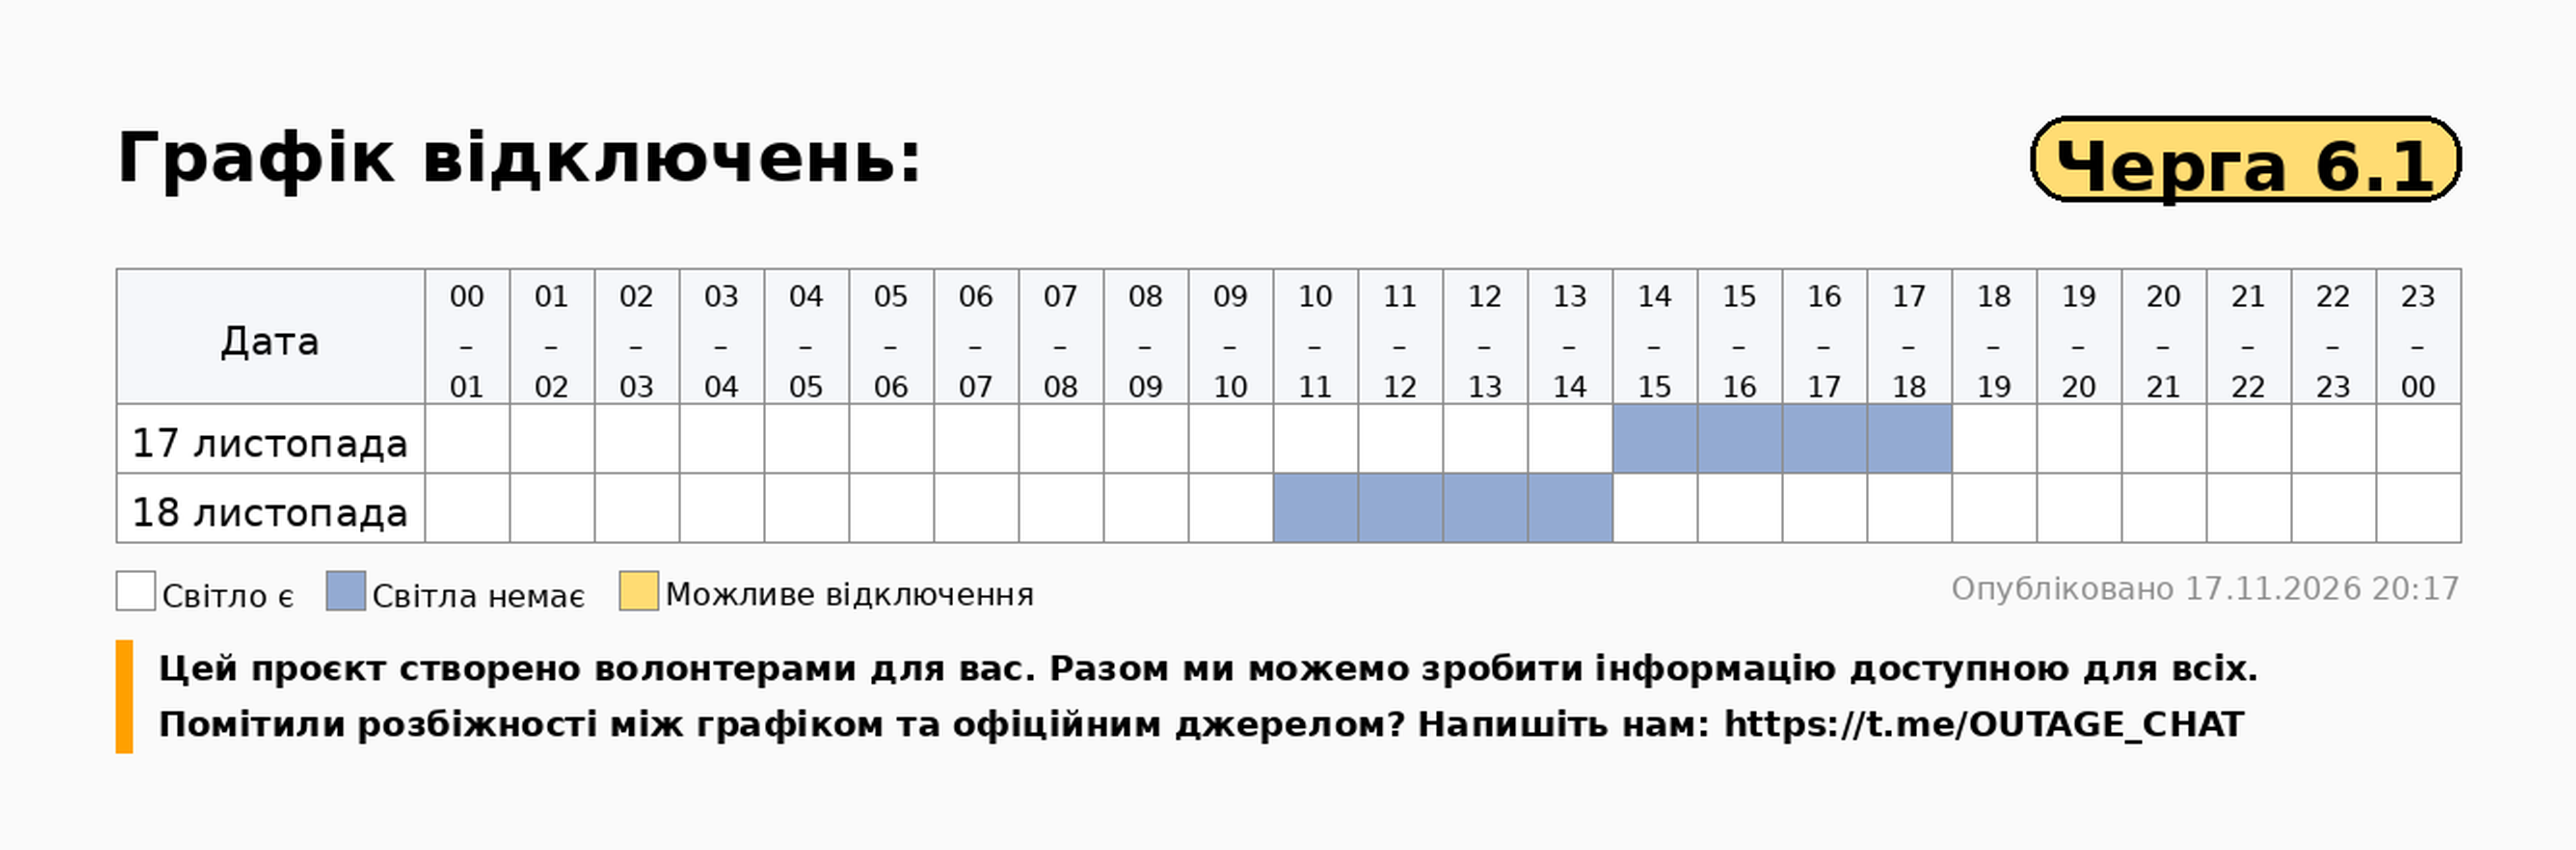 Графік відключень:
Черга 6.1
Дата
00 – 01
01 – 02
02 – 03
03 – 04
04 – 05
05 – 06
06 – 07
07 – 08
08 – 09
09 – 10
10 – 11
11 – 12
12 – 13
13 – 14
14 – 15
15 – 16
16 – 17
17 – 18
18 – 19
19 – 20
20 – 21
21 – 22
22 – 23
23 – 00
17 листопада
18 листопада
Світло є
Світла немає
Можливе відключення
Опубліковано 17.11.2026 20:17
Цей проєкт створено волонтерами для вас. Разом ми можемо зробити інформацію доступною для всіх.
Помітили розбіжності між графіком та офіційним джерелом? Напишіть нам: https://t.me/OUTAGE_CHAT